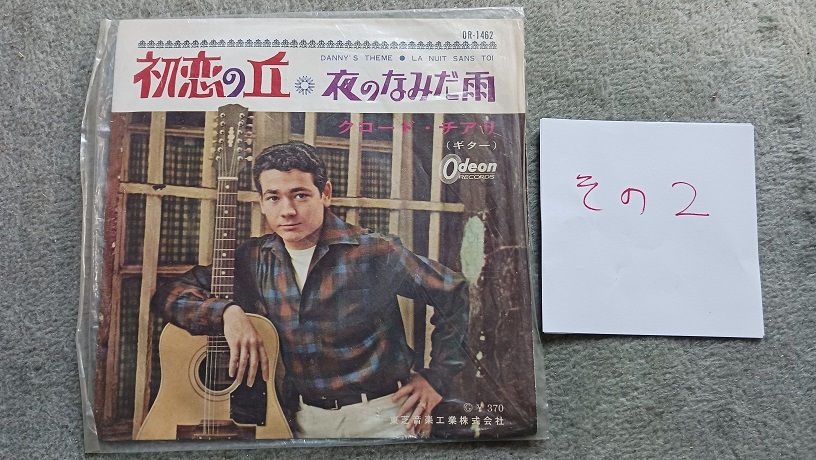 OR-1462
DANNY'S THEME ● LA NUIT SANS TOI
初恋の丘 夜のなみだ雨
クロード・チアリ
(ギター)
Odeon
RECORDS
Ⓒ ¥370
東芝音楽工業株式会社
その2